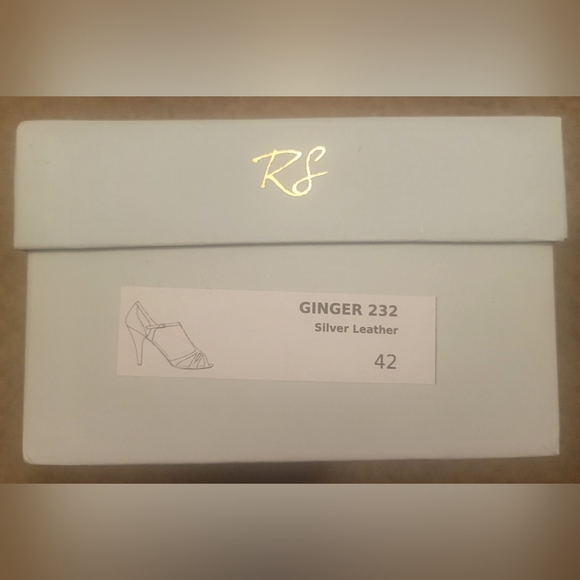 RS
GINGER 232
Silver Leather
42